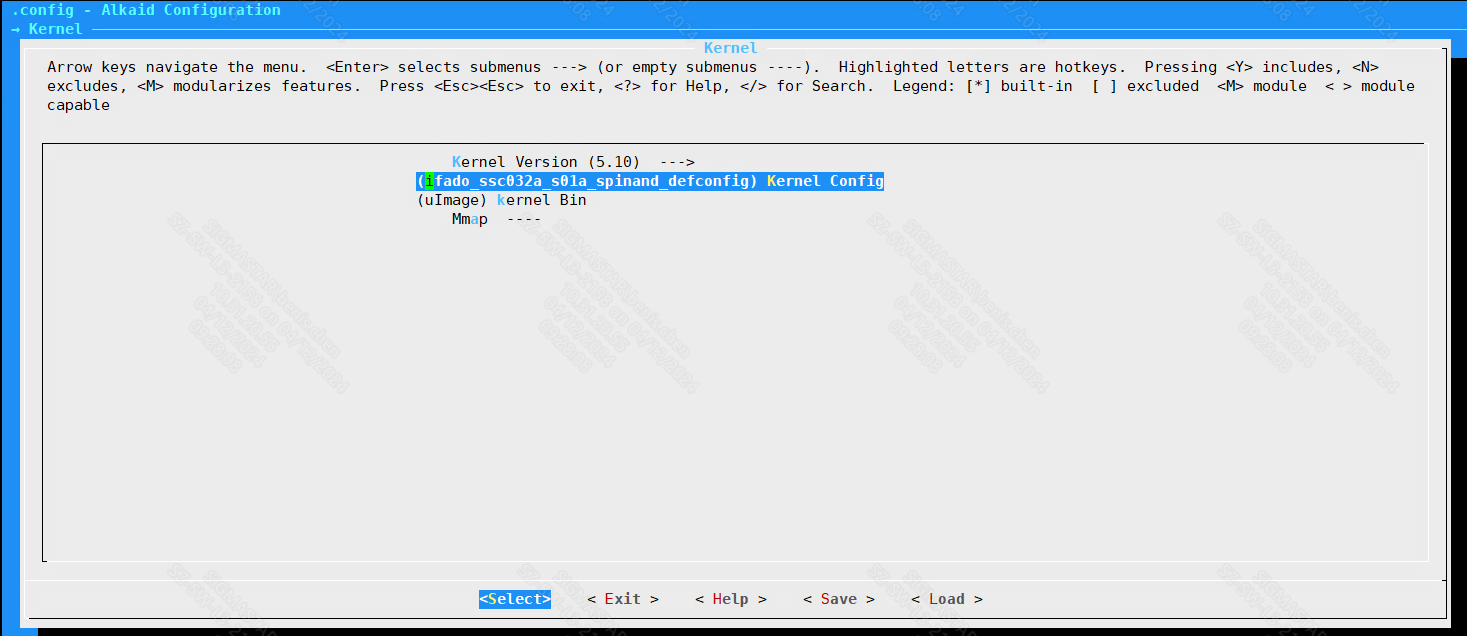 .config - Alkaid Configuration
→ Kernel
Kernel
Arrow keys navigate the menu.  <Enter> selects submenus ---> (or empty submenus ----).  Highlighted letters are hotkeys.  Pressing <Y> includes, <N>
excludes, <M> modularizes features.  Press <Esc><Esc> to exit, <?> for Help, </> for Search.  Legend: [*] built-in  [ ] excluded  <M> module  < > module
capable
Kernel Version (5.10)  --->
(ifado_ssc032a_s01a_spinand_defconfig) Kernel Config
(uImage) kernel Bin
Mmap  ----
<Select>    < Exit >    < Help >    < Save >    < Load >